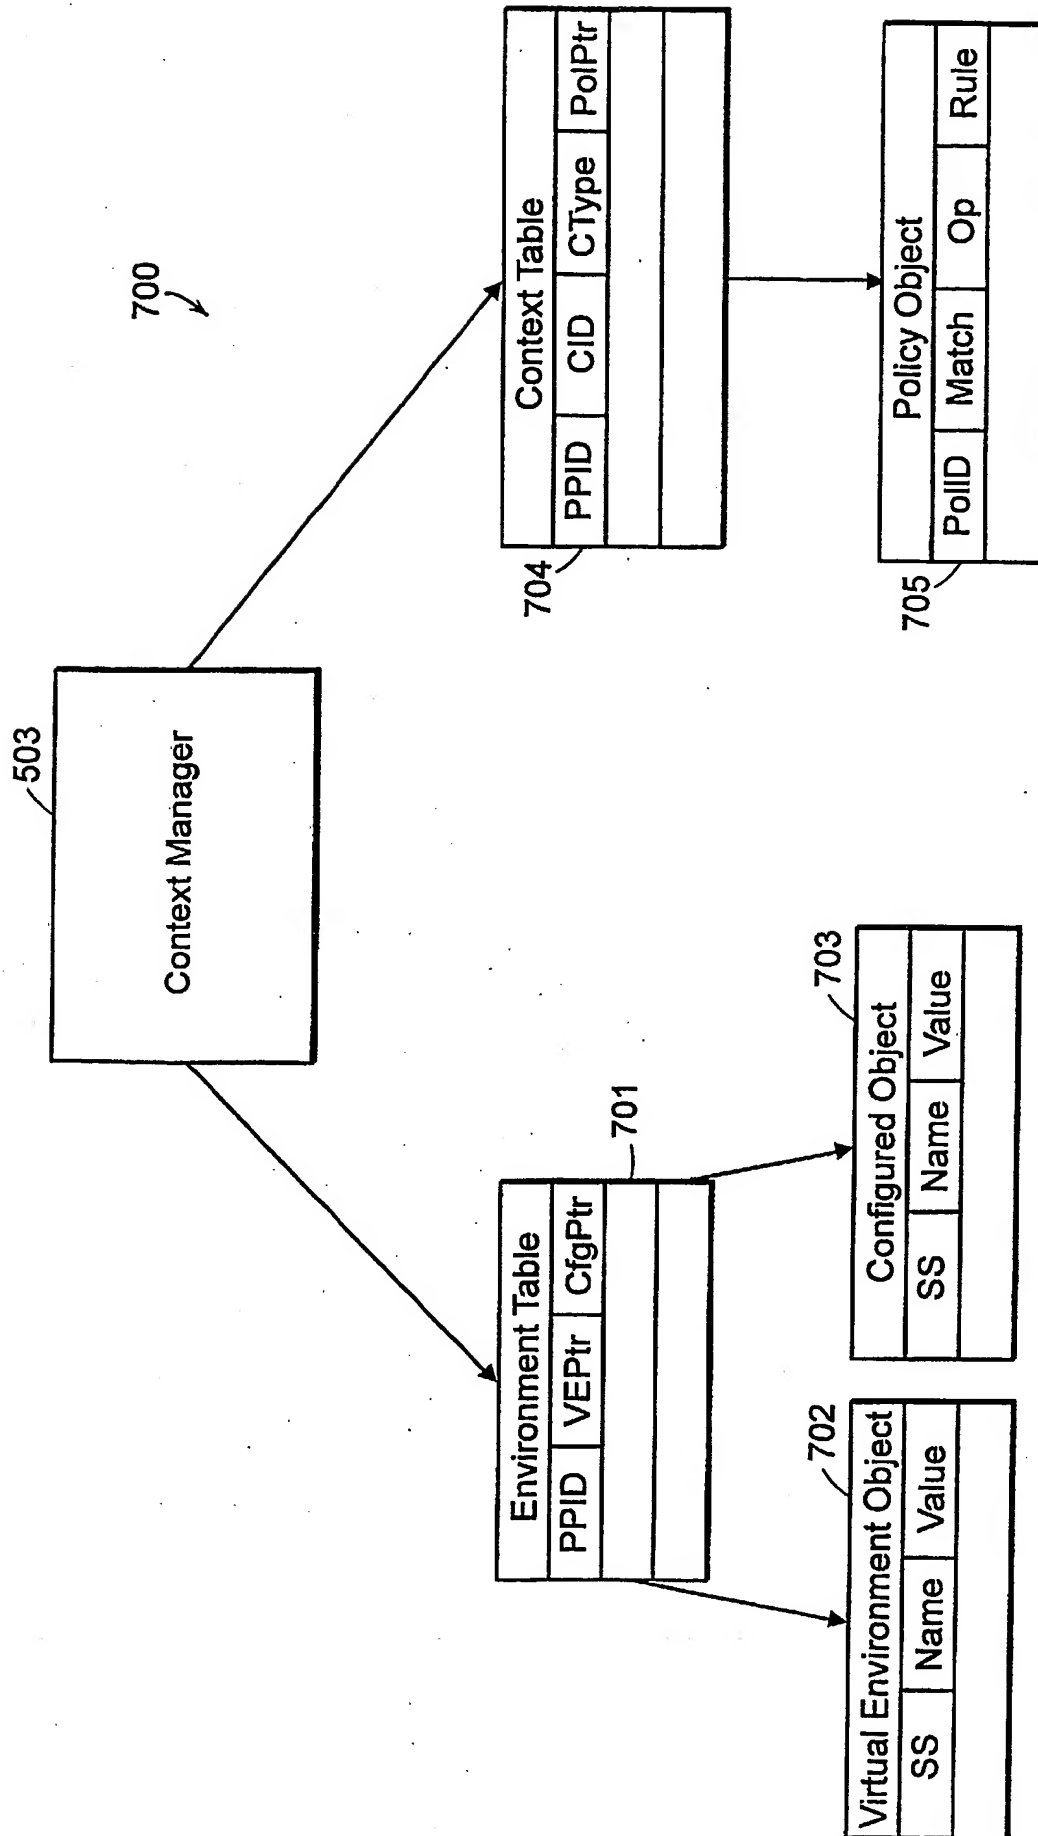 700
503
Context Manager
Environment Table
PPID VEPtr CfgPtr
701
Context Table
PPID CID CType PolPtr
704
Virtual Environment Object
SS Name Value
702
Configured Object
SS Name Value
703
Policy Object
PolID Match Op Rule
705